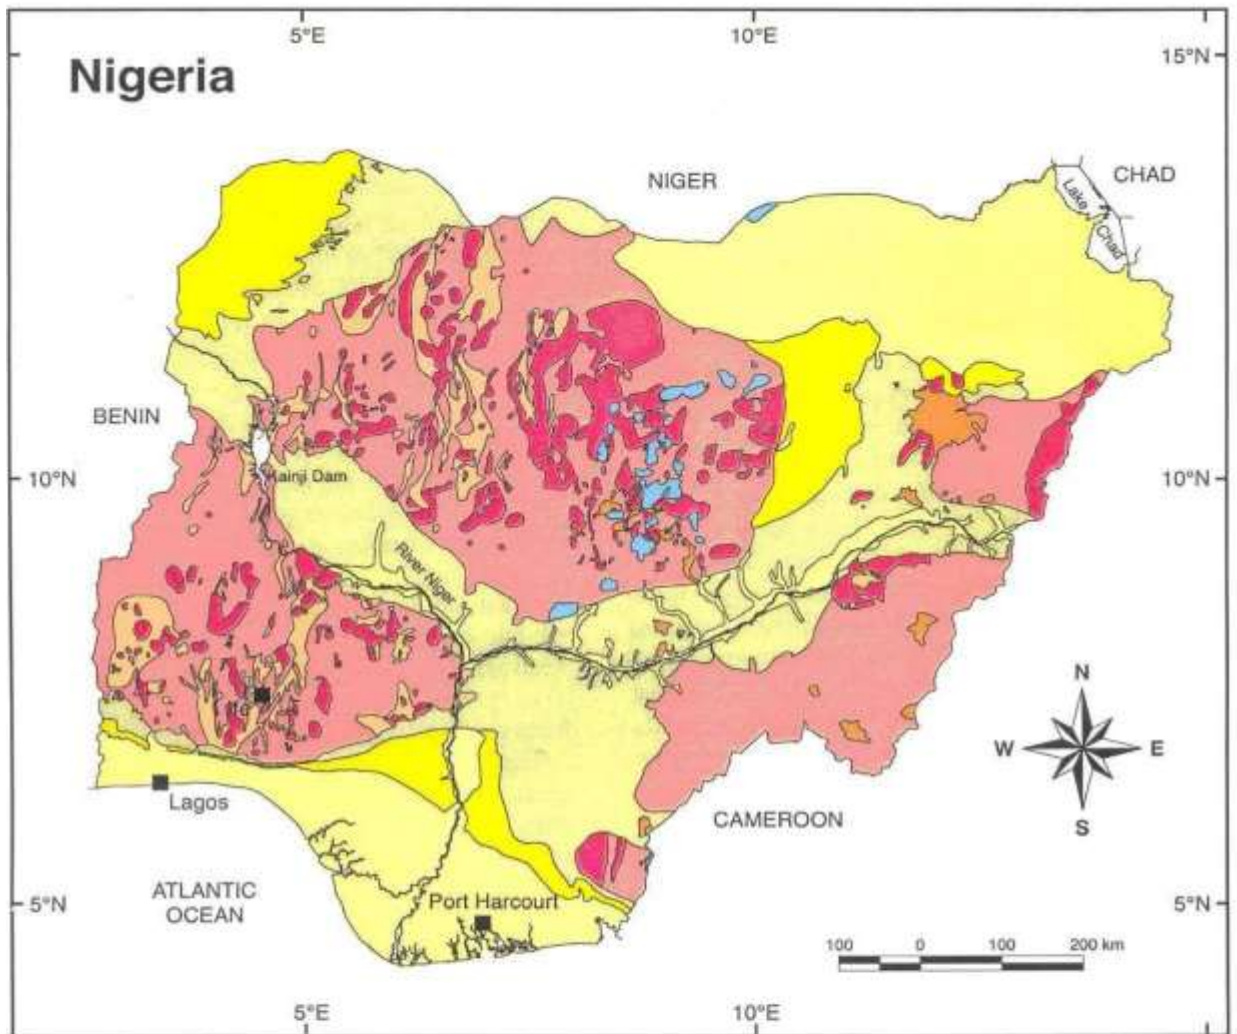 5°E
10°E
15°N
Nigeria
NIGER
CHAD
Lake
Chad
BENIN
10°N
10°N
Kainji Dam
River Niger
N
W
E
S
Lagos
CAMEROON
ATLANTIC
OCEAN
5°N
Port Harcourt
5°N
100 0 100 200 km
5°E
10°E